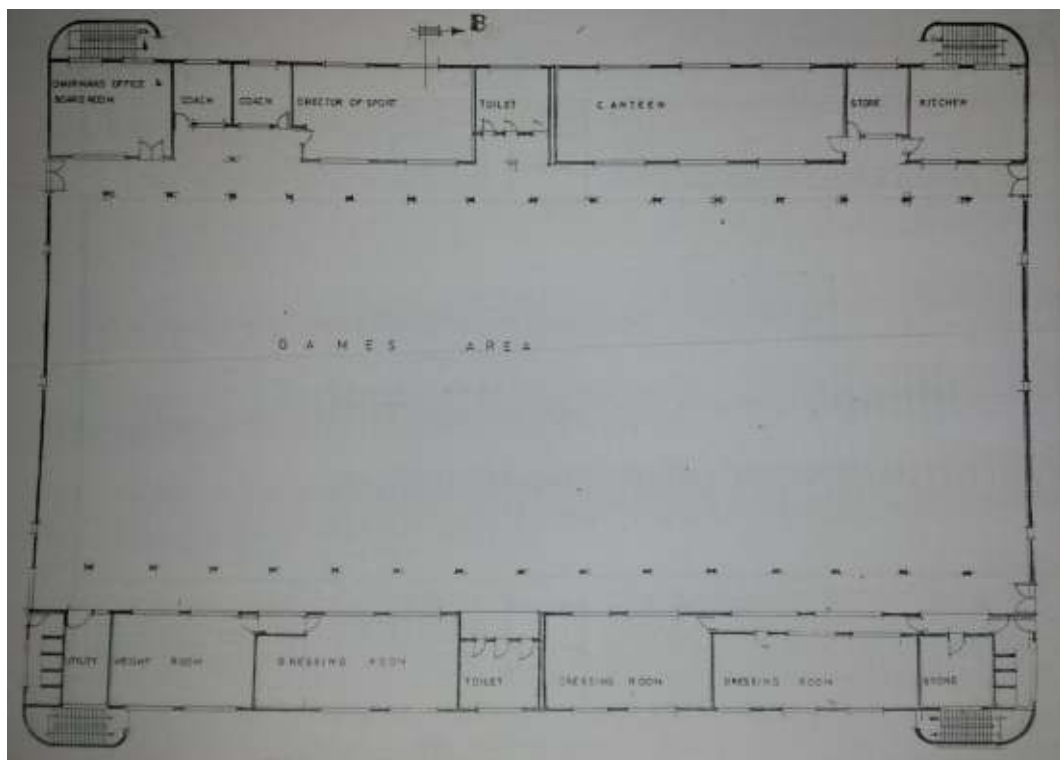 B
CHAIRMANS OFFICE &
BOARD ROOM
COACH
COACH
DIRECTOR OF SPORT
TOILET
CANTEEN
STORE
KITCHEN
GAMES AREA
UTILITY
WEIGHT ROOM
DRESSING ROOM
TOILET
DRESSING ROOM
DRESSING ROOM
STORE